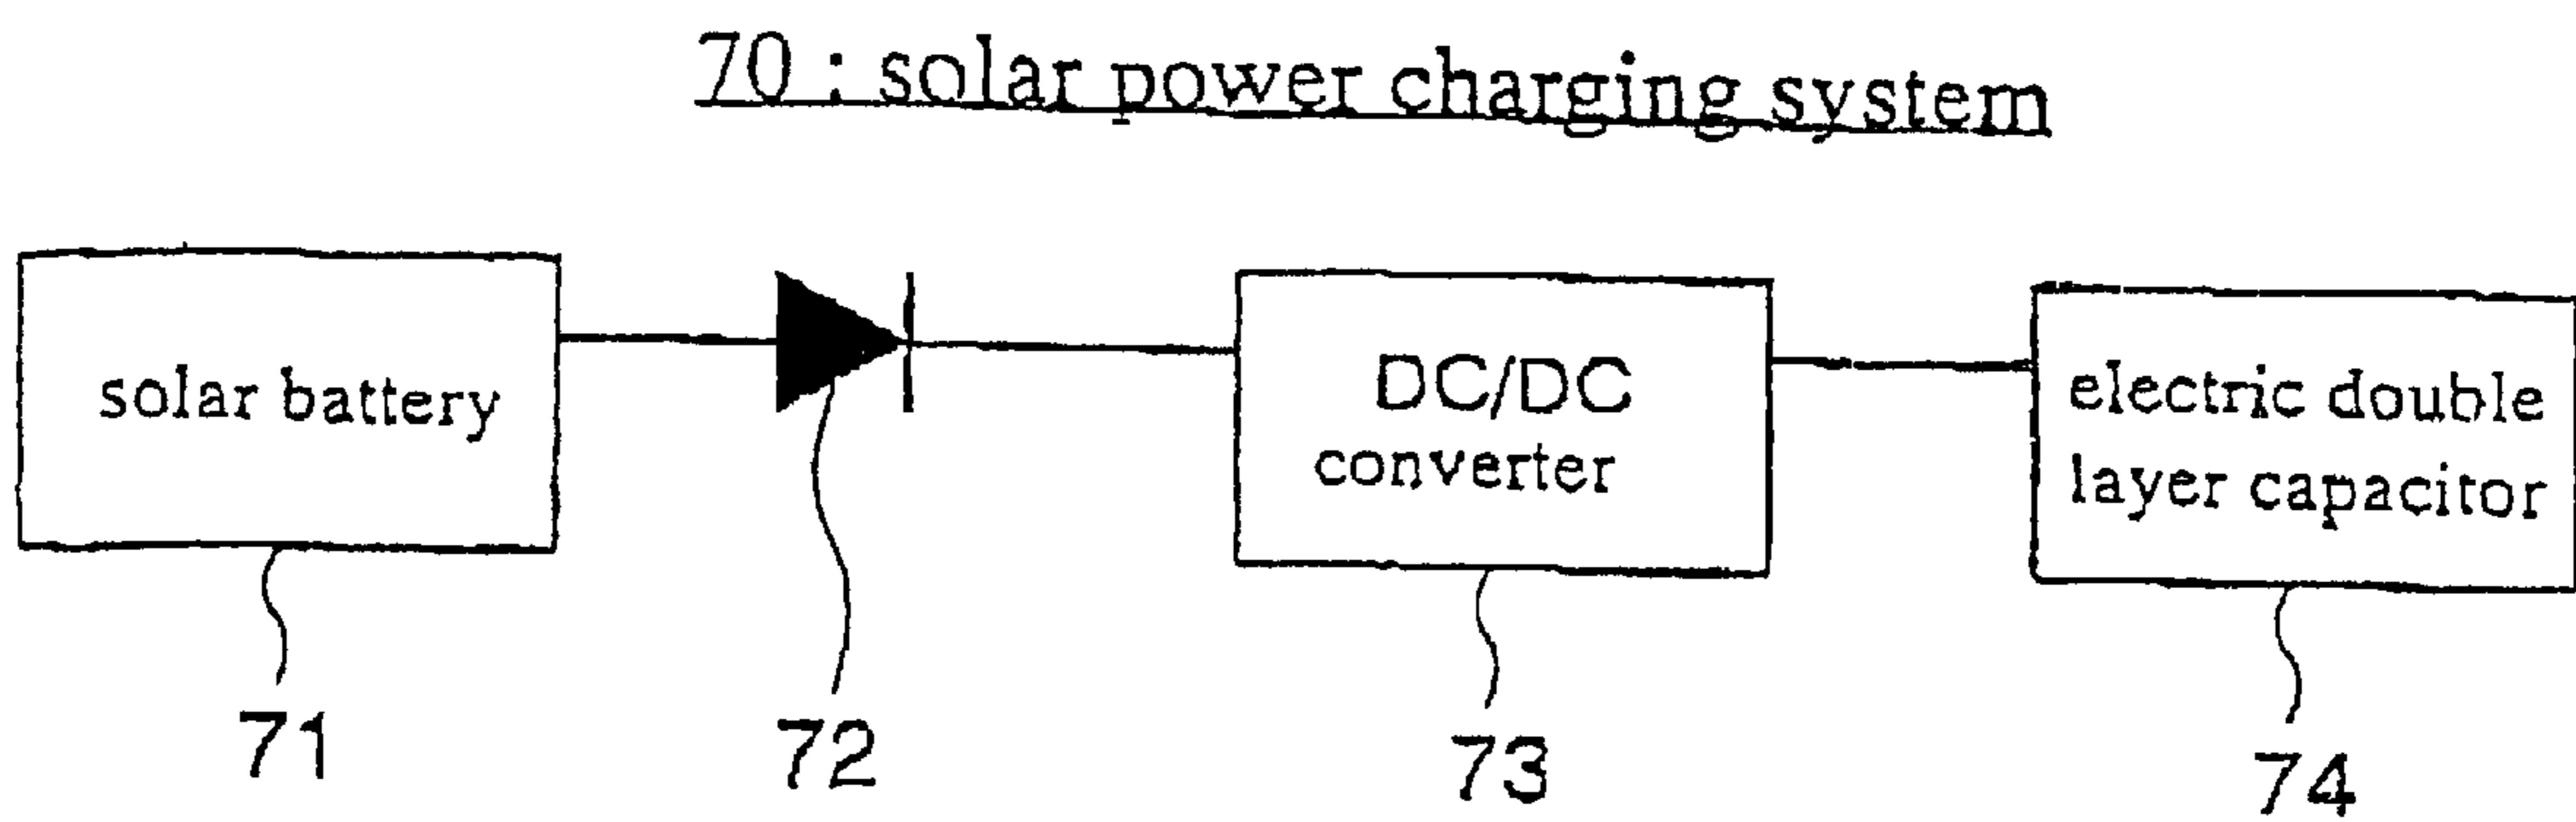 70 : solar power charging system
solar battery
DC/DC
converter
electric double
layer capacitor
71
72
73
74